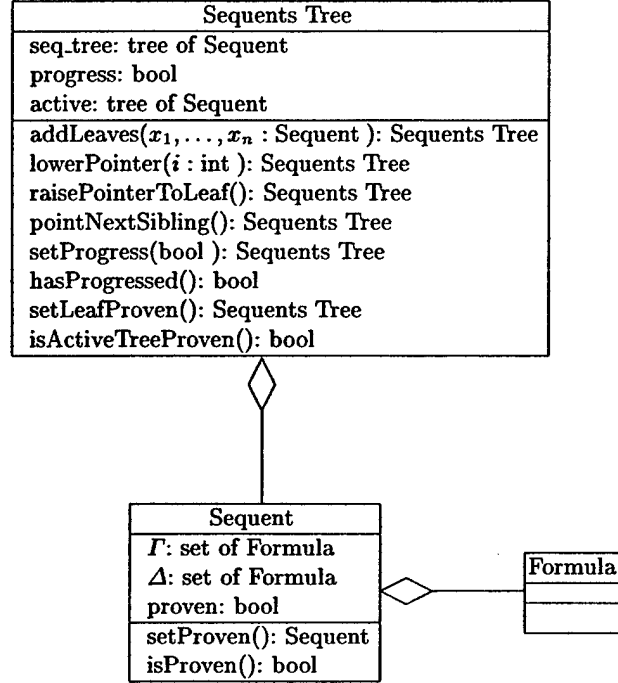 Sequents Tree
seq_tree: tree of Sequent
progress: bool
active: tree of Sequent
addLeaves(x₁,…,xₙ : Sequent ): Sequents Tree
lowerPointer(i : int ): Sequents Tree
raisePointerToLeaf(): Sequents Tree
pointNextSibling(): Sequents Tree
setProgress(bool ): Sequents Tree
hasProgressed(): bool
setLeafProven(): Sequents Tree
isActiveTreeProven(): bool
Sequent
Γ: set of Formula
Δ: set of Formula
proven: bool
setProven(): Sequent
isProven(): bool
Formula